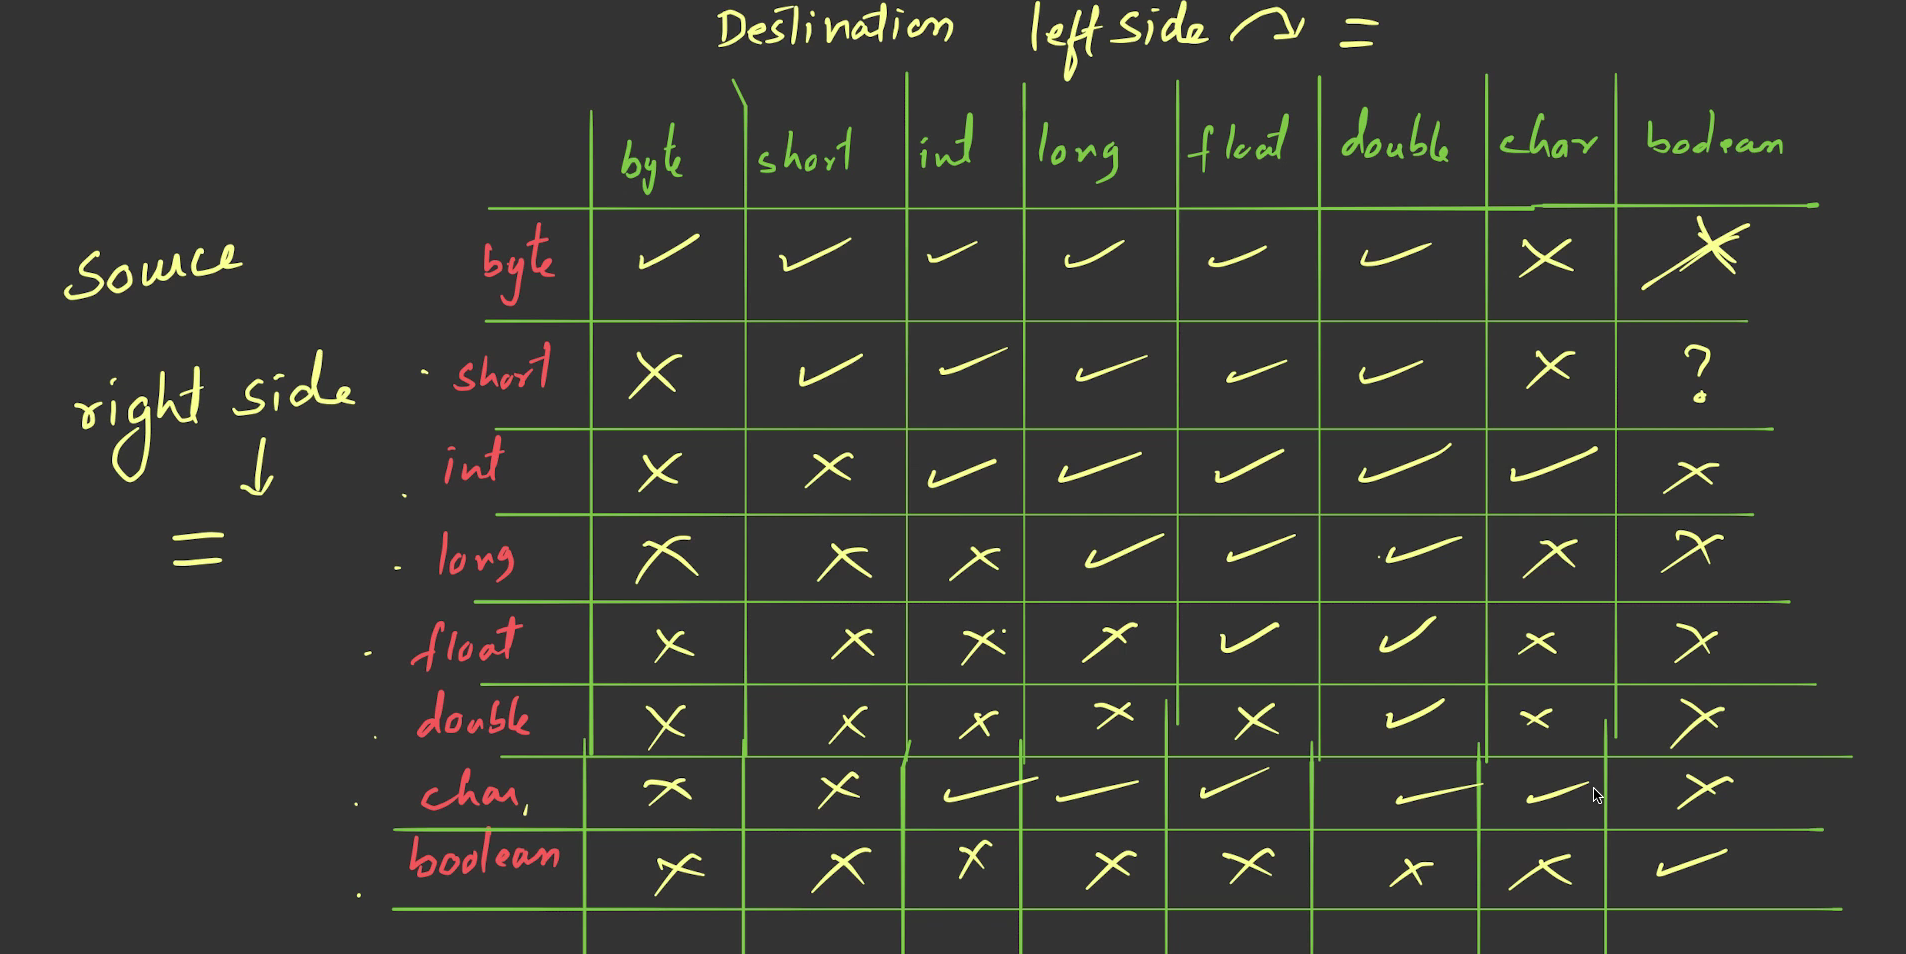 Destination left side ⤵ =
byte short int long float double char boolean
Source
right side ↓
=
byte ✓ ✓ ✓ ✓ ✓ ✓ ✗ ✗
short ✗ ✓ ✓ ✓ ✓ ✓ ✗ ?
int ✗ ✗ ✓ ✓ ✓ ✓ ✓ ✗
long ✗ ✗ ✗ ✓ ✓ ✓ ✗ ✗
float ✗ ✗ ✗ ✗ ✓ ✓ ✗ ✗
double ✗ ✗ ✗ ✗ ✗ ✓ ✗ ✗
char, ✗ ✗ ✓ ✓ ✓ ✓ ✓ ✗
boolean ✗ ✗ ✗ ✗ ✗ ✗ ✗ ✓